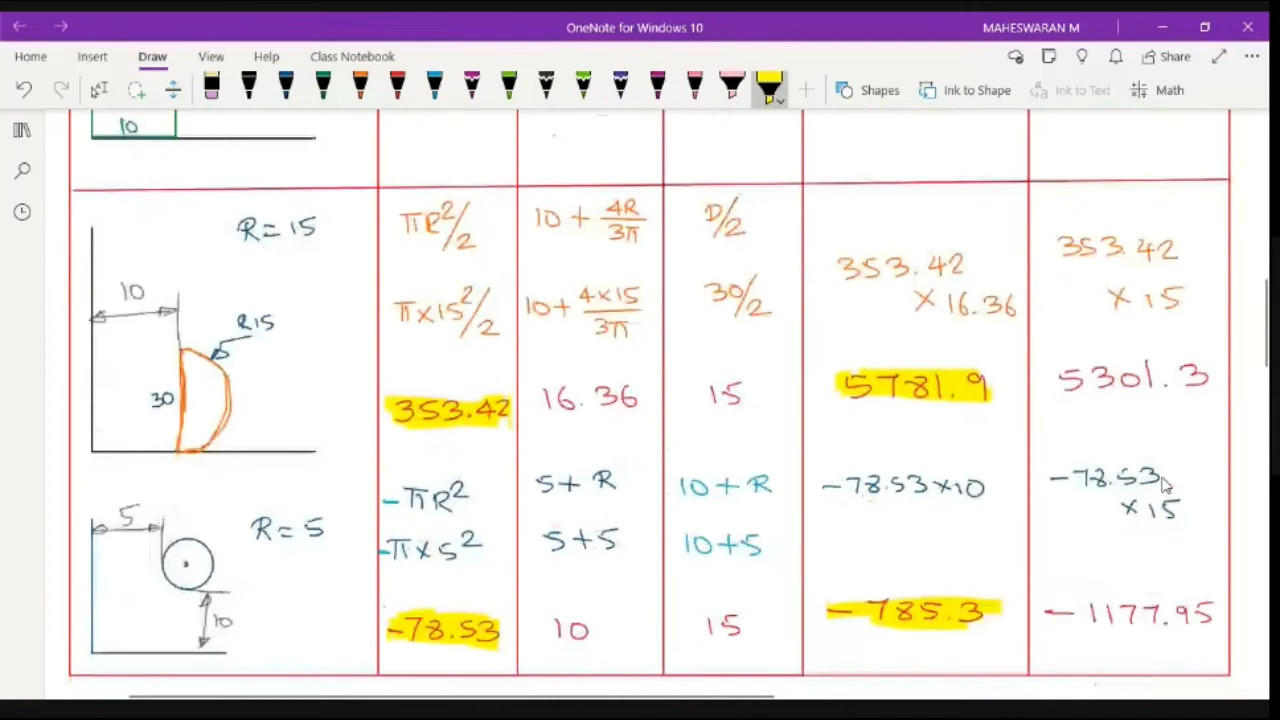 OneNote for Windows 10
MAHESWARAN M
Home Insert Draw View Help Class Notebook
Share
Shapes
Ink to Shape
Ink to Text
Math
10
R = 15
10
R15
30
πR²/2
π×15²/2
353.42
10 + 4R/3π
10 + 4×15/3π
16.36
D/2
30/2
15
353.42
× 16.36
5781.9
353.42
× 15
5301.3
5
R = 5
10
-πR²
-π×5²
-78.53
5 + R
5 + 5
10
10 + R
10 + 5
15
-78.53×10
-785.3
-78.53
×15
-1177.95